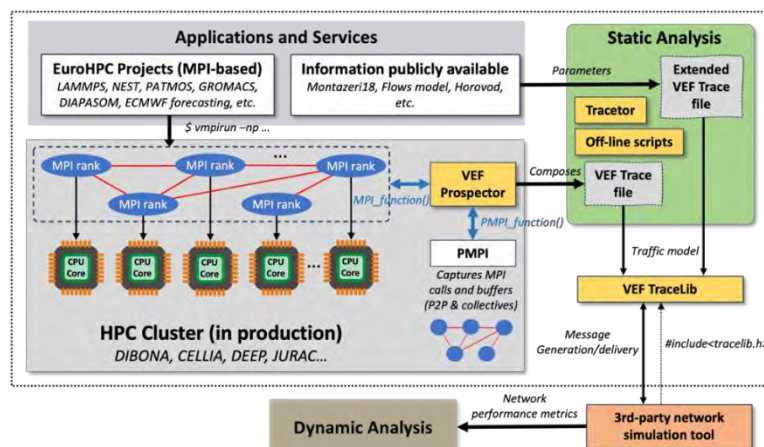 Applications and Services
EuroHPC Projects (MPI-based)
LAMMPS, NEST, PATMOS, GROMACS,
DIAPASOM, ECMWF forecasting, etc.
Information publicly available
Montazeri18, Flows model, Horovod,
etc.
$ vmpirun –np ...
Static Analysis
Parameters
Extended
VEF Trace
file
Tracetor
Off-line scripts
VEF Trace
file
Composes
Traffic model
...
MPI rank
MPI rank
MPI rank
MPI rank
MPI rank
MPI_function()
VEF
Prospector
PMPI_function()
PMPI
Captures MPI
calls and buffers
(P2P & collectives)
CPU
Core
CPU
Core
CPU
Core
CPU
Core
...
CPU
Core
HPC Cluster (in production)
DIBONA, CELLIA, DEEP, JURAC...
VEF TraceLib
Message
Generation/delivery
#include<tracelib.h>
Network
performance metrics
Dynamic Analysis
3rd-party network
simulation tool